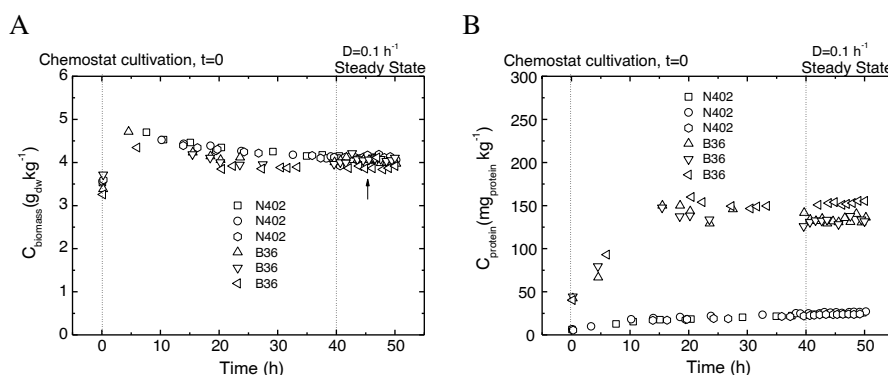 A
Chemostat cultivation, t=0
D=0.1 h⁻¹
Steady State
6
5
4
3
2
1
0
C_biomass (g_dw kg⁻¹)
N402
N402
N402
B36
B36
B36
0
10
20
30
40
50
Time (h)
B
Chemostat cultivation, t=0
D=0.1 h⁻¹
Steady State
300
250
200
150
100
50
0
C_protein (mg_protein kg⁻¹)
N402
N402
N402
B36
B36
B36
0
10
20
30
40
50
Time (h)